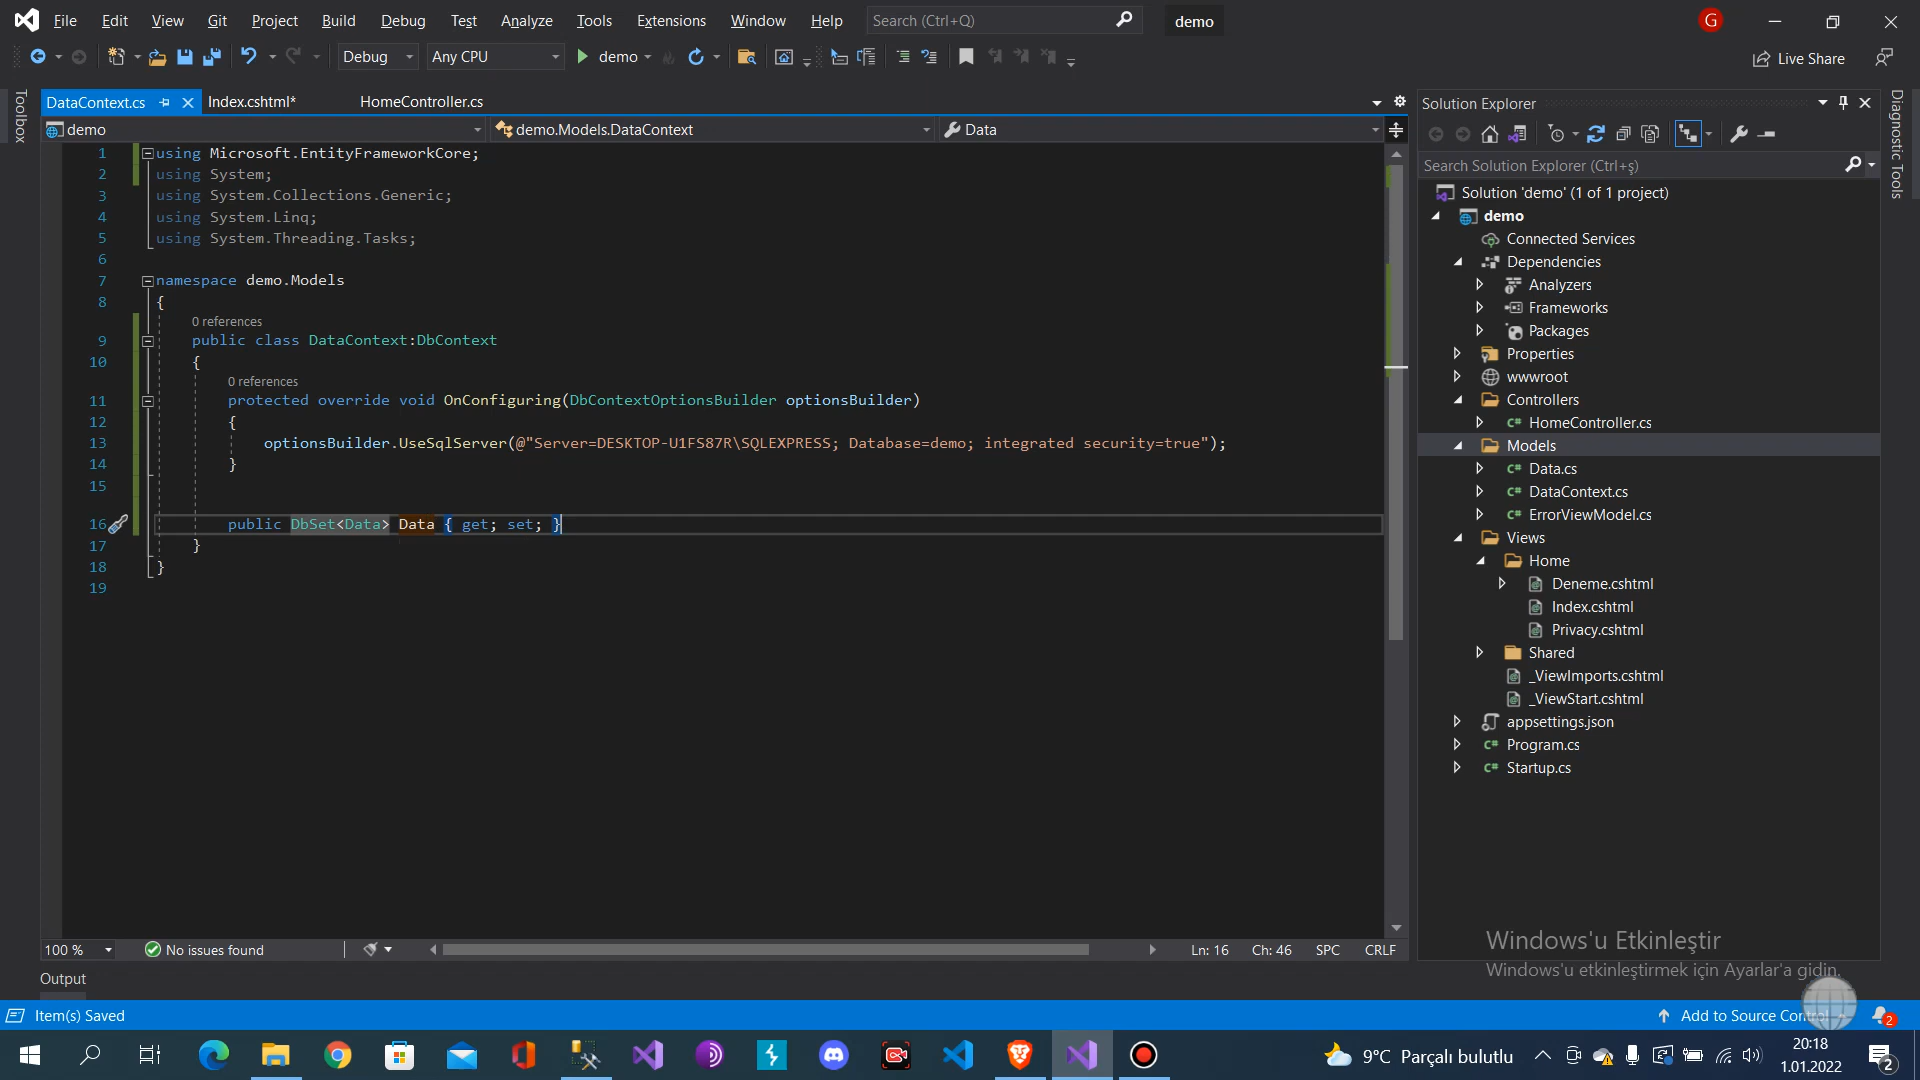 File Edit View Git Project Build Debug Test Analyze Tools Extensions Window Help Search (Ctrl+Q) demo G
Debug Any CPU demo Live Share
DataContext.cs Index.cshtml* HomeController.cs
demo demo.Models.DataContext Data
Toolbox
1 using Microsoft.EntityFrameworkCore;
2 using System;
3 using System.Collections.Generic;
4 using System.Linq;
5 using System.Threading.Tasks;
6
7 namespace demo.Models
8 {
0 references
9 public class DataContext:DbContext
10 {
0 references
11 protected override void OnConfiguring(DbContextOptionsBuilder optionsBuilder)
12 {
13 optionsBuilder.UseSqlServer(@"Server=DESKTOP-U1FS87R\SQLEXPRESS; Database=demo; integrated security=true");
14 }
15
16 public DbSet<Data> Data { get; set; }
17 }
18 }
19
100 % No issues found Ln: 16 Ch: 46 SPC CRLF
Output
Solution Explorer
Search Solution Explorer (Ctrl+ş)
Solution 'demo' (1 of 1 project)
demo
Connected Services
Dependencies
Analyzers
Frameworks
Packages
Properties
wwwroot
Controllers
C# HomeController.cs
Models
C# Data.cs
C# DataContext.cs
C# ErrorViewModel.cs
Views
Home
Deneme.cshtml
Index.cshtml
Privacy.cshtml
Shared
_ViewImports.cshtml
_ViewStart.cshtml
appsettings.json
C# Program.cs
C# Startup.cs
Diagnostic Tools
Windows'u Etkinleştir
Windows'u etkinleştirmek için Ayarlar'a gidin.
Item(s) Saved Add to Source Control 2
9°C Parçalı bulutlu 20:18
1.01.2022 2